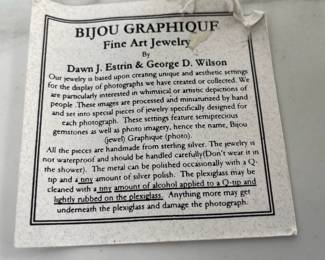 BIJOU GRAPHIQUE
Fine Art Jewelry
By
Dawn J. Estrin & George D. Wilson
Our jewelry is based upon creating unique and aesthetic settings
for the display of photographs we have created or collected. We
are particularly interested in whimsical or artistic depictions of
people .These images are processed and miniaturized by hand
and set into special pieces of jewelry specifically designed for
each photograph. These settings feature semiprecious
gemstones as well as photo imagery, hence the name, Bijou
(jewel) Graphique (photo).
All the pieces are handmade from sterling silver. The jewelry is
not waterproof and should be handled carefully(Don't wear it in
the shower). The metal can be polished occasionally with a Q-
tip and a tiny amount of silver polish. The plexiglass may be
cleaned with a tiny amount of alcohol applied to a Q-tip and
lightly rubbed on the plexiglass. Anything more may get
underneath the plexiglass and damage the photograph.